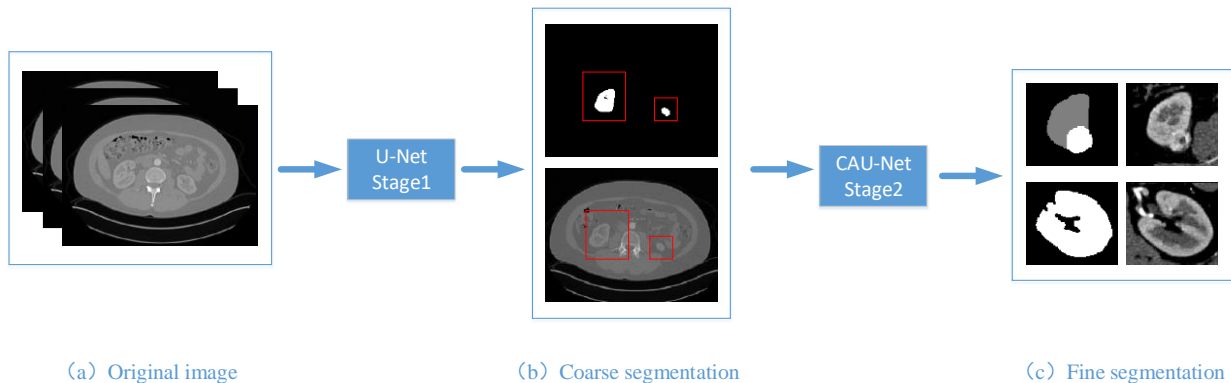 U-Net
Stage1
CAU-Net
Stage2
（a）Original image
（b）Coarse segmentation
（c）Fine segmentation